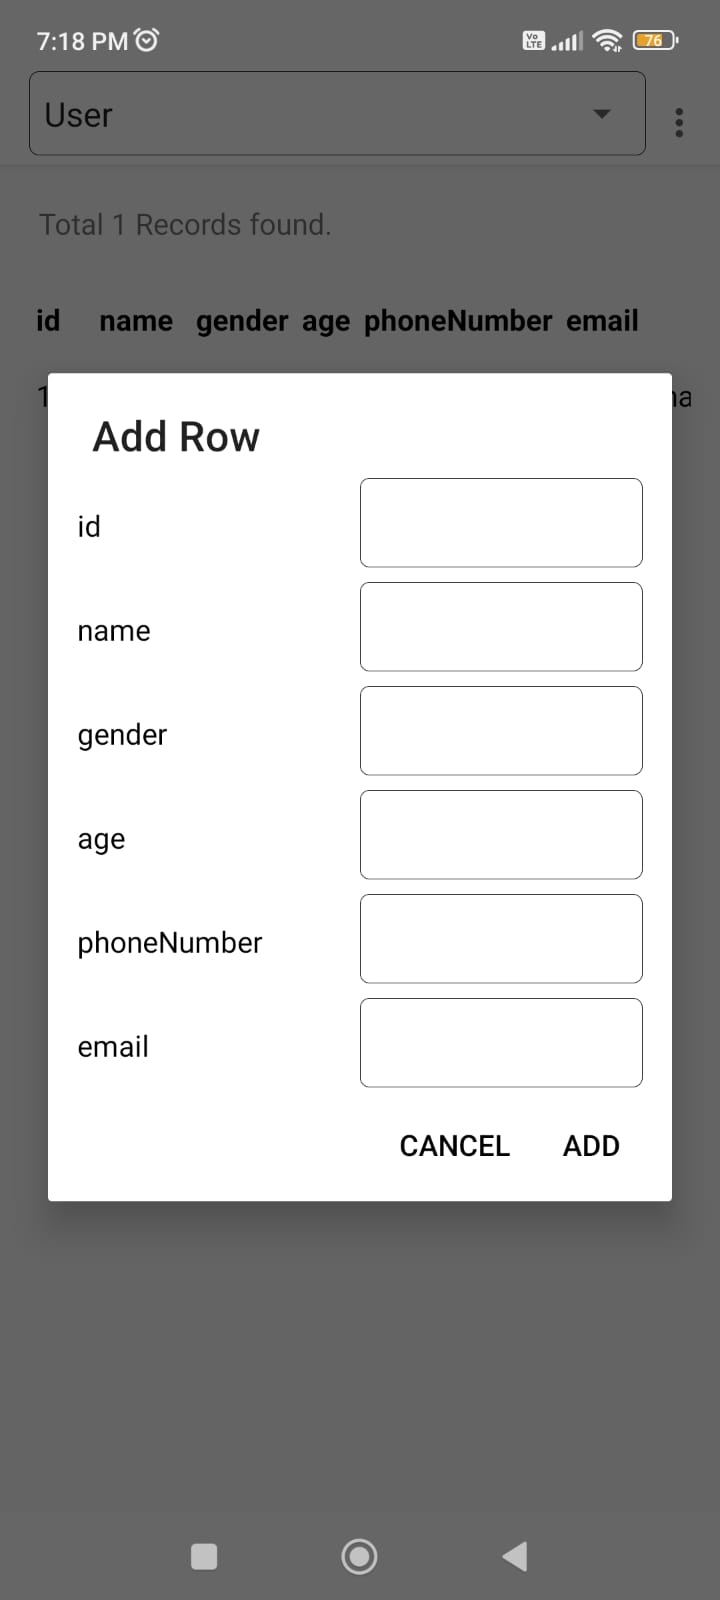 7:18 PM
Vo LTE
76
User
Total 1 Records found.
id name gender age phoneNumber email
1
Add Row
id
name
gender
age
phoneNumber
email
CANCEL ADD